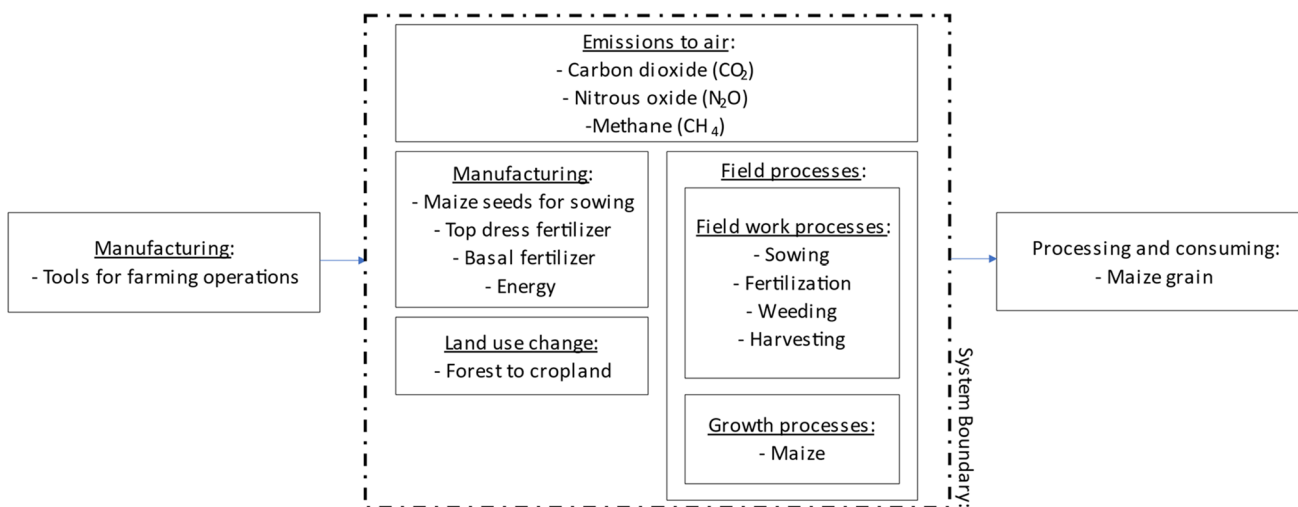 Emissions to air:
- Carbon dioxide (CO₂)
- Nitrous oxide (N₂O)
-Methane (CH₄)
Manufacturing:
- Tools for farming operations
Manufacturing:
- Maize seeds for sowing
- Top dress fertilizer
- Basal fertilizer
- Energy
Land use change:
- Forest to cropland
Field processes:
Field work processes:
- Sowing
- Fertilization
- Weeding
- Harvesting
Growth processes:
- Maize
System Boundary:
Processing and consuming:
- Maize grain